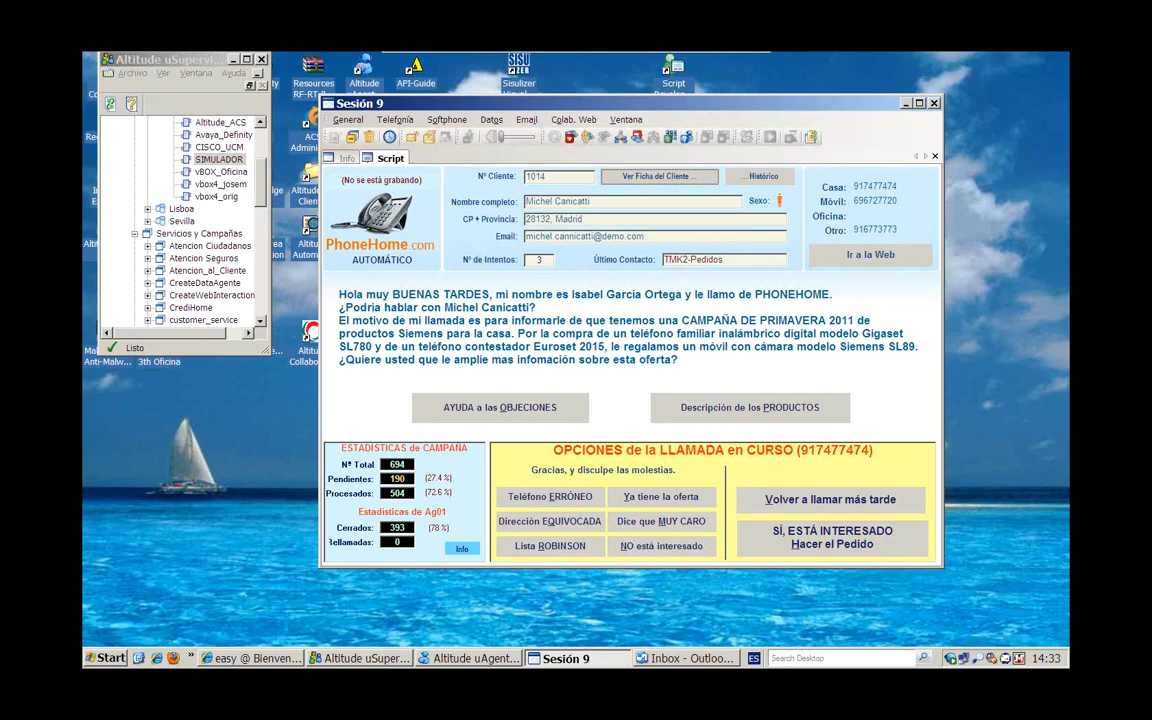 Altitude uSupervi...
Archivo Ver Ventana Ayuda
Altitude_ACS
Avaya_Definity
CISCO_UCM
SIMULADOR
vBOX_Oficina
vbox4_Josem
vbox4_orig
Lisboa
Sevilla
Servicios y Campañas
Atencion Ciudadanos
Atencion Seguros
Atencion_al_Cliente
CreateDataAgente
CreateWebInteraction
CrediHome
customer_service
Listo
Anti-Malw...
3th Oficina
Resources
RF-RT
Altitude
Agent
API-Guide
SISU
ZER
Sisulizer
Script
Sesión 9
General Telefonía Softphone Datos Email Colab. Web Ventana
Info Script
(No se está grabando)
PhoneHome.com
AUTOMÁTICO
Nº Cliente: 1014 Ver Ficha del Cliente ... ... Histórico
Nombre completo: Michel Canicatti Sexo:
CP + Provincia: 28132, Madrid
Email: michel.cannicatti@demo.com
Nº de Intentos: 3 Último Contacto: TMK2-Pedidos
Casa: 917477474
Móvil: 696727720
Oficina:
Otro: 916773773
Ir a la Web
Hola muy BUENAS TARDES, mi nombre es Isabel Garcia Ortega y le llamo de PHONEHOME.
¿Podria hablar con Michel Canicatti?
El motivo de mi llamada es para informarle de que tenemos una CAMPAÑA DE PRIMAVERA 2011 de
productos Siemens para la casa. Por la compra de un teléfono familiar inalámbrico digital modelo Gigaset
SL780 y de un teléfono contestador Euroset 2015, le regalamos un móvil con cámara modelo Siemens SL89.
¿Quiere usted que le amplie mas infomación sobre esta oferta?
AYUDA a las OBJECIONES
Descripción de los PRODUCTOS
ESTADÍSTICAS de CAMPAÑA
Nª Total 694
Pendientes: 190 (27.4 %)
Procesados: 504 (72.6 %)
Estadísticas de Ag01
Cerrados: 393 (78 %)
Rellamadas: 0
Info
OPCIONES de la LLAMADA en CURSO (917477474)
Gracias, y disculpe las molestias.
Teléfono ERRÓNEO
Ya tiene la oferta
Dirección EQUIVOCADA
Dice que MUY CARO
Lista ROBINSON
NO está interesado
Volver a llamar más tarde
SÍ, ESTÁ INTERESADO
Hacer el Pedido
Start
»
easy @ Bienven...
Altitude uSuper...
Altitude uAgent...
Sesión 9
Inbox - Outloo...
ES
Search Desktop
14:33